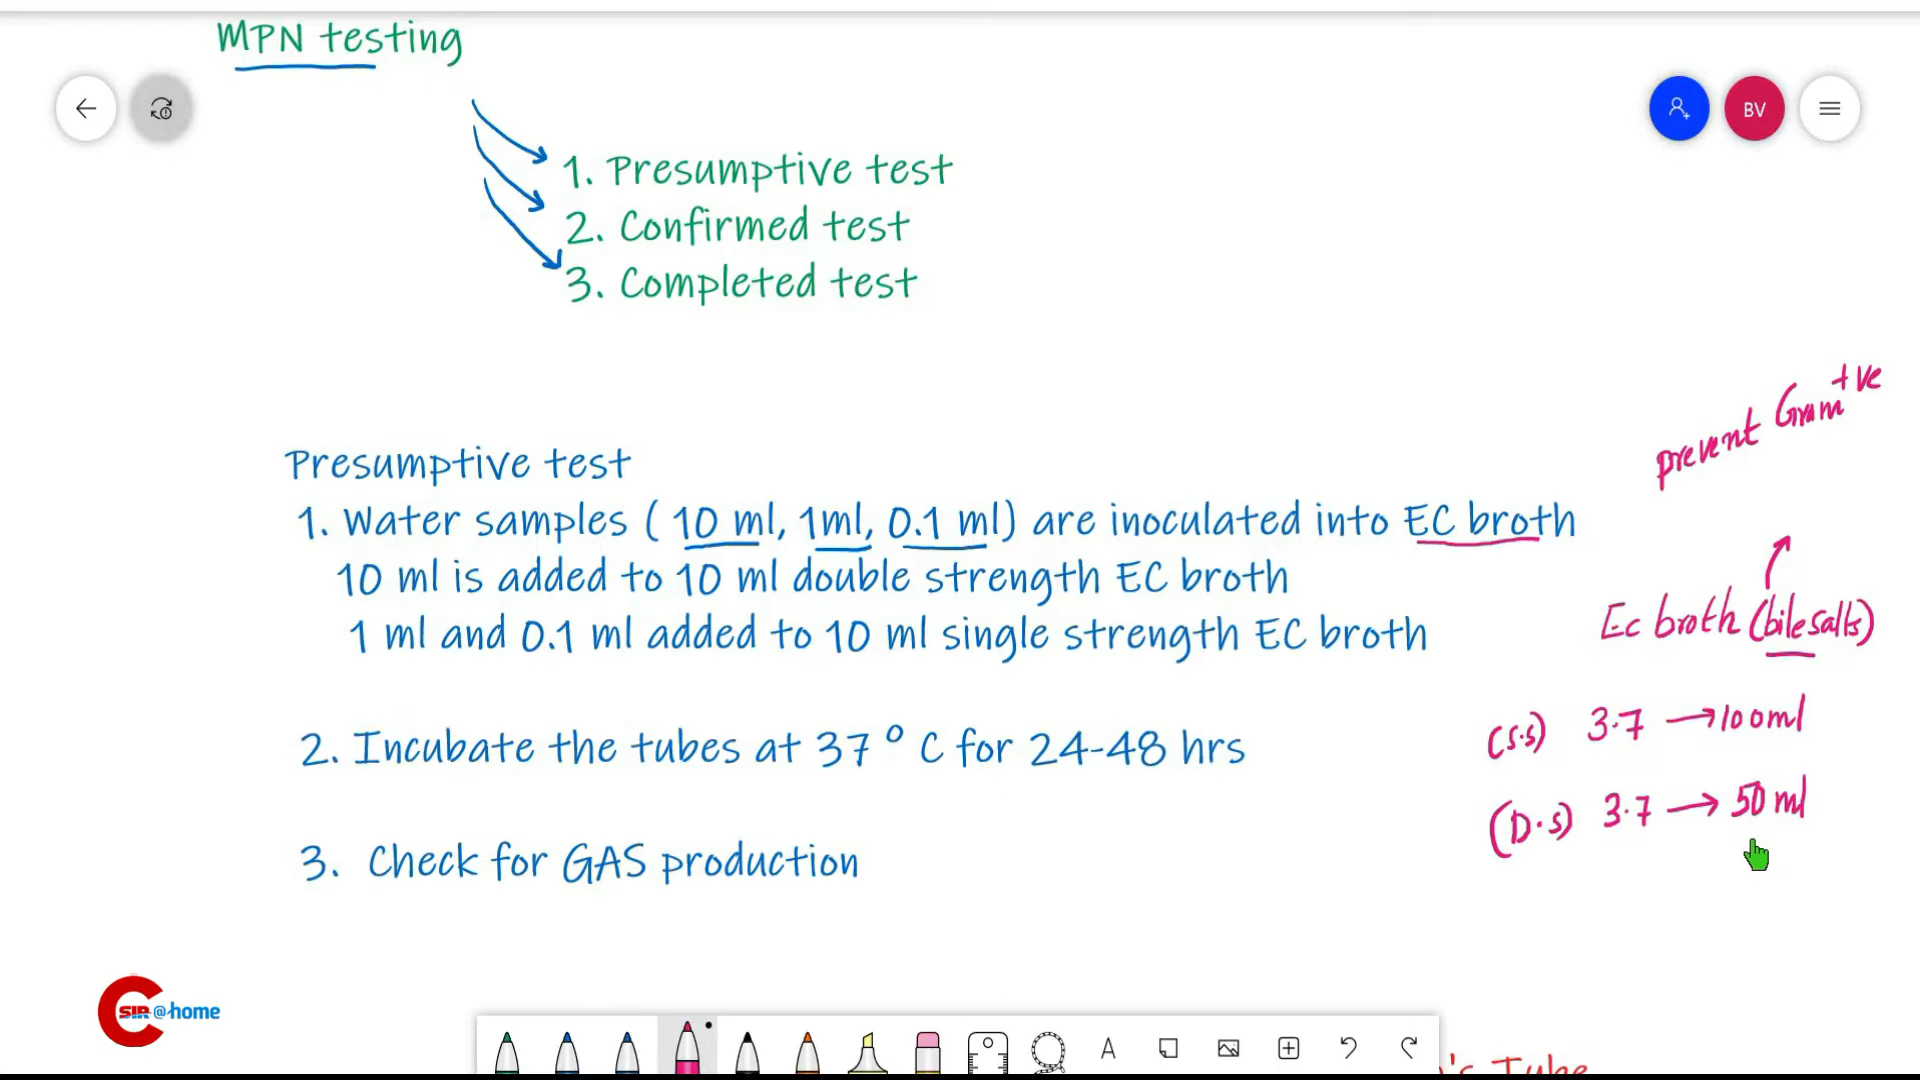 MPN testing
BV
1. Presumptive test
2. Confirmed test
3. Completed test
prevent Gram +ve
Presumptive test
1. Water samples ( 10 ml, 1ml, 0.1 ml) are inoculated into EC broth
10 ml is added to 10 ml double strength EC broth
1 ml and 0.1 ml added to 10 ml single strength EC broth
Ec broth (bile salts)
(S.S) 3.7 → 100ml
2. Incubate the tubes at 37 ° C for 24-48 hrs
(D.S) 3.7 → 50 ml
3. Check for GAS production
CSIR@home
A
's Tube